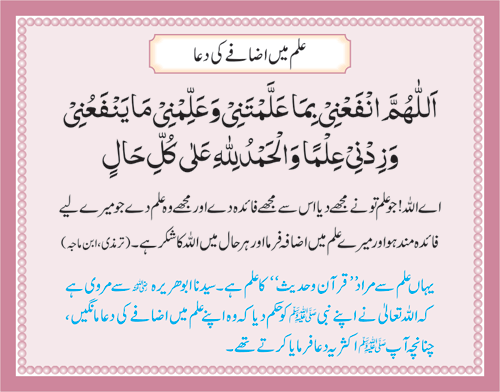 علم میں اضافے کی دعا
اَللّٰهُمَّ انْفَعْنِیْ بِمَا عَلَّمْتَنِیْ وَعَلِّمْنِیْ مَا یَنْفَعُنِیْ
وَزِدْنِیْ عِلْمًا وَالْحَمْدُ لِلّٰهِ عَلٰی کُلِّ حَالٍ
اے اللہ! جو علم تو نے مجھے دیا اس سے مجھے فائدہ دے اور مجھے وہ علم دے جو میرے لیے
فائدہ مند ہو اور میرے علم میں اضافہ فرما اور ہر حال میں اللہ کا شکر ہے۔ (ترمذی، ابن ماجہ)
یہاں علم سے مراد ’’قرآن وحدیث‘‘ کا علم ہے۔ سیدنا ابوھریرہ رضی اللہ عنہ سے مروی ہے
کہ اللہ تعالیٰ نے اپنے نبی ﷺ کو حکم دیا کہ وہ اپنے علم میں اضافے کی دعا مانگیں،
چنانچہ آپ ﷺ اکثر یہ دعا فرمایا کرتے تھے۔